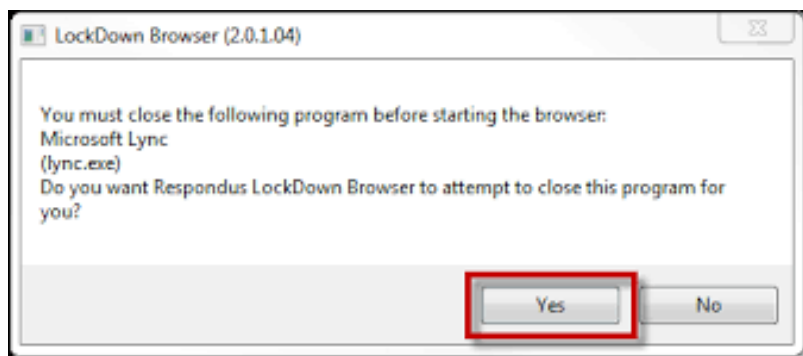 LockDown Browser (2.0.1.04)
You must close the following program before starting the browser:
Microsoft Lync
(lync.exe)
Do you want Respondus LockDown Browser to attempt to close this program for
you?
Yes No